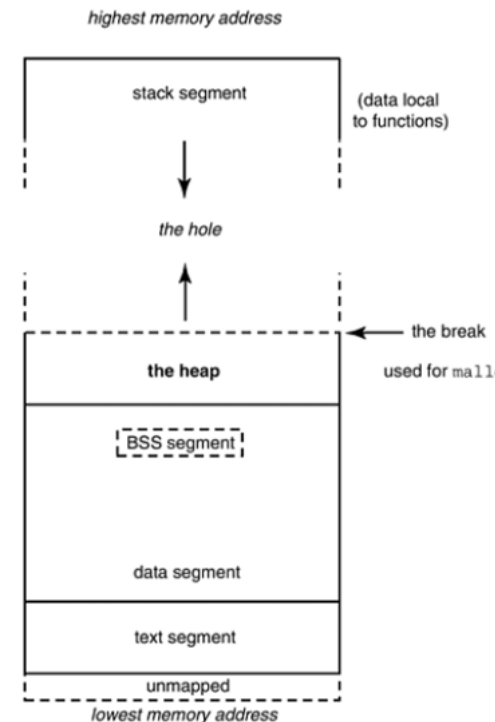 highest memory address
stack segment
(data local
to functions)
the hole
the break
the heap
used for mall
BSS segment
data segment
text segment
unmapped
lowest memory address